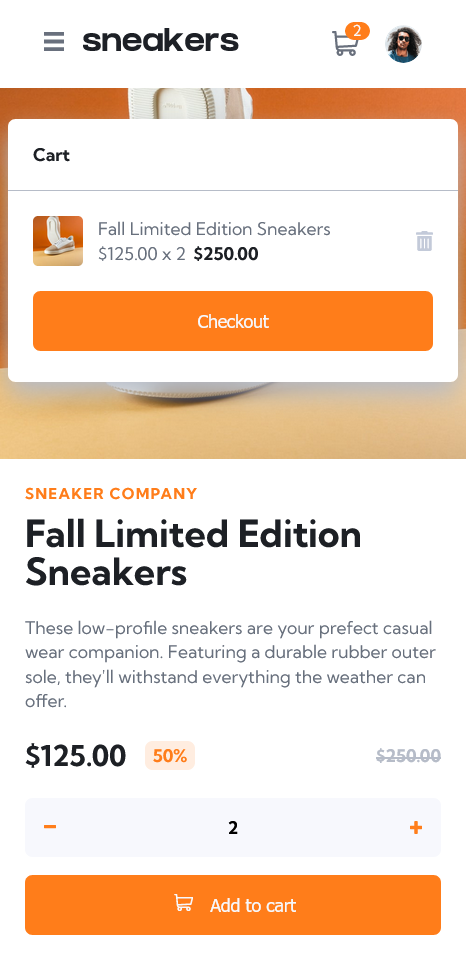 sneakers
2
Cart
Fall Limited Edition Sneakers
$125.00 x 2 $250.00
Checkout
SNEAKER COMPANY
Fall Limited Edition
Sneakers
These low-profile sneakers are your prefect casual
wear companion. Featuring a durable rubber outer
sole, they'll withstand everything the weather can
offer.
$125.00 50% $250.00
− 2 +
Add to cart